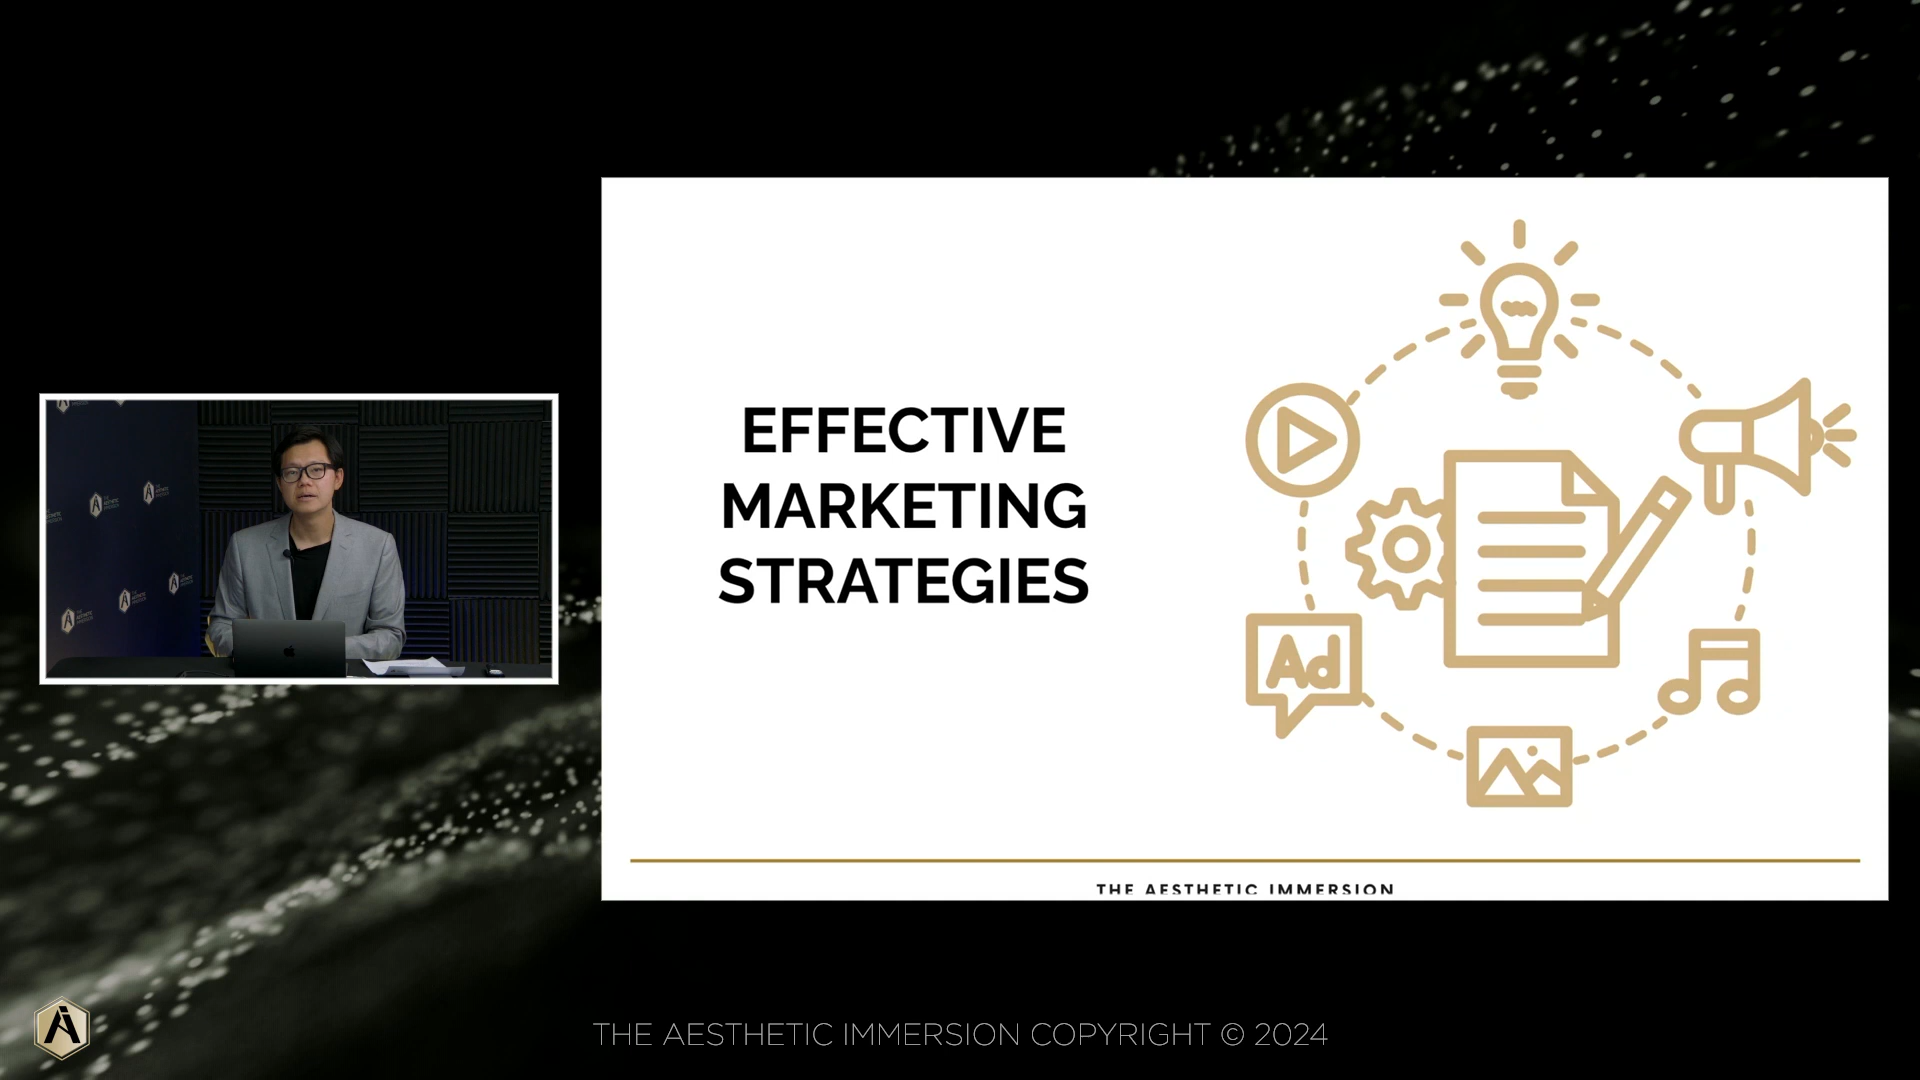 EFFECTIVE
MARKETING
STRATEGIES
Ad
THE AESTHETIC IMMERSION
THE AESTHETIC IMMERSION COPYRIGHT © 2024